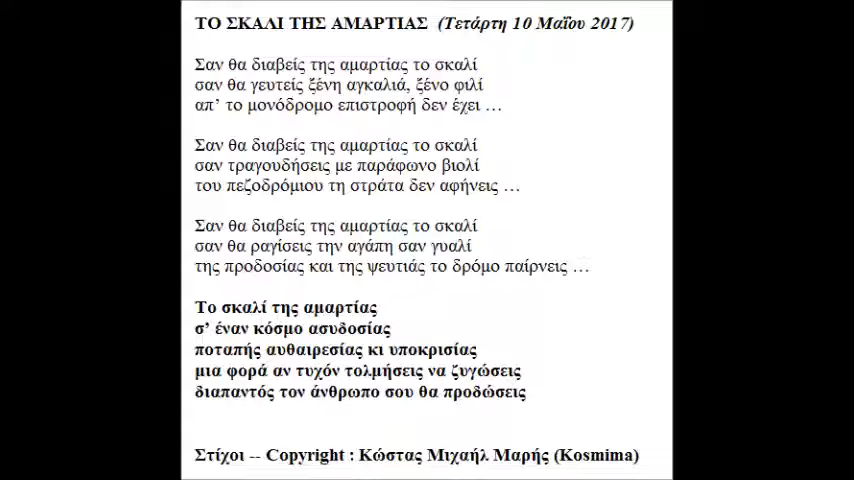 ΤΟ ΣΚΑΛΙ ΤΗΣ ΑΜΑΡΤΙΑΣ (Τετάρτη 10 Μαΐου 2017)
Σαν θα διαβείς της αμαρτίας το σκαλί
σαν θα γευτείς ξένη αγκαλιά, ξένο φιλί
απ’ το μονόδρομο επιστροφή δεν έχει …
Σαν θα διαβείς της αμαρτίας το σκαλί
σαν τραγουδήσεις με παράφωνο βιολί
του πεζοδρόμιου τη στράτα δεν αφήνεις …
Σαν θα διαβείς της αμαρτίας το σκαλί
σαν θα ραγίσεις την αγάπη σαν γυαλί
της προδοσίας και της ψευτιάς το δρόμο παίρνεις …
Το σκαλί της αμαρτίας
σ’ έναν κόσμο ασυδοσίας
ποταπής αυθαιρεσίας κι υποκρισίας
μια φορά αν τυχόν τολμήσεις να ζυγώσεις
διαπαντός τον άνθρωπο σου θα προδώσεις
Στίχοι -- Copyright : Κώστας Μιχαήλ Μαρής (Kosmima)